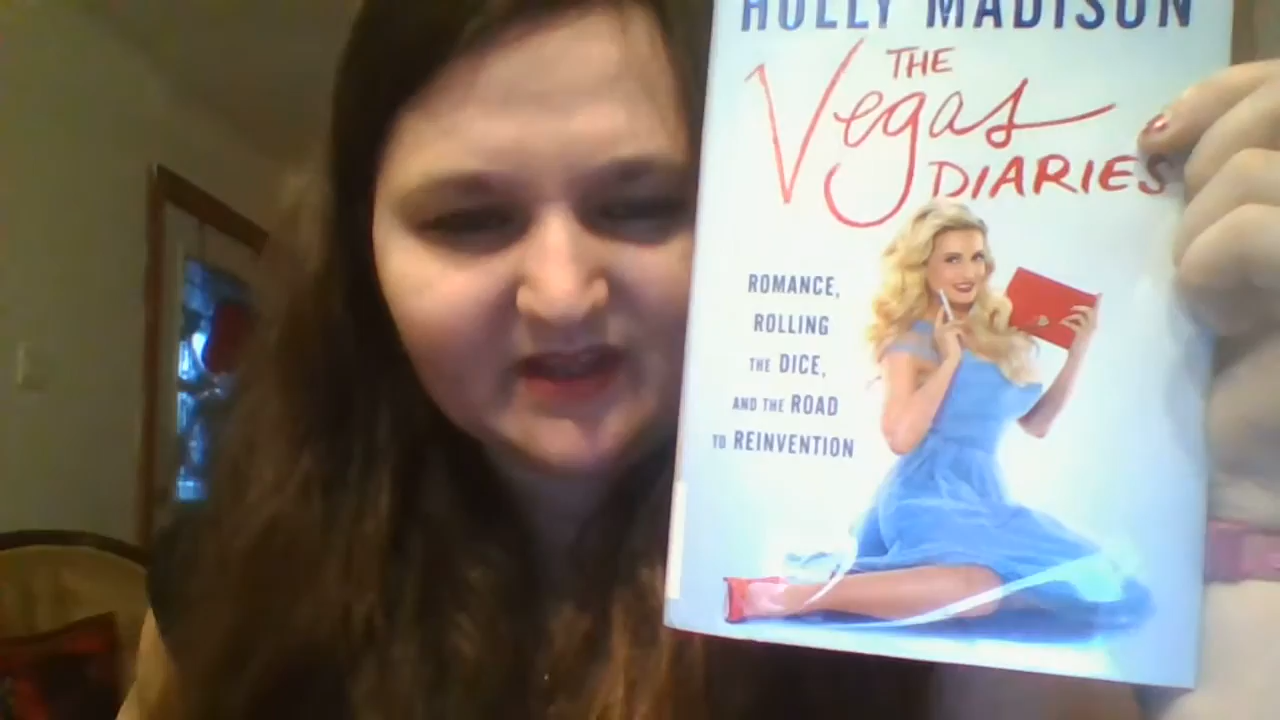 HOLLY MADISON
THE
Vegas
DIARIES
ROMANCE,
ROLLING
THE DICE,
AND THE ROAD
TO REINVENTION